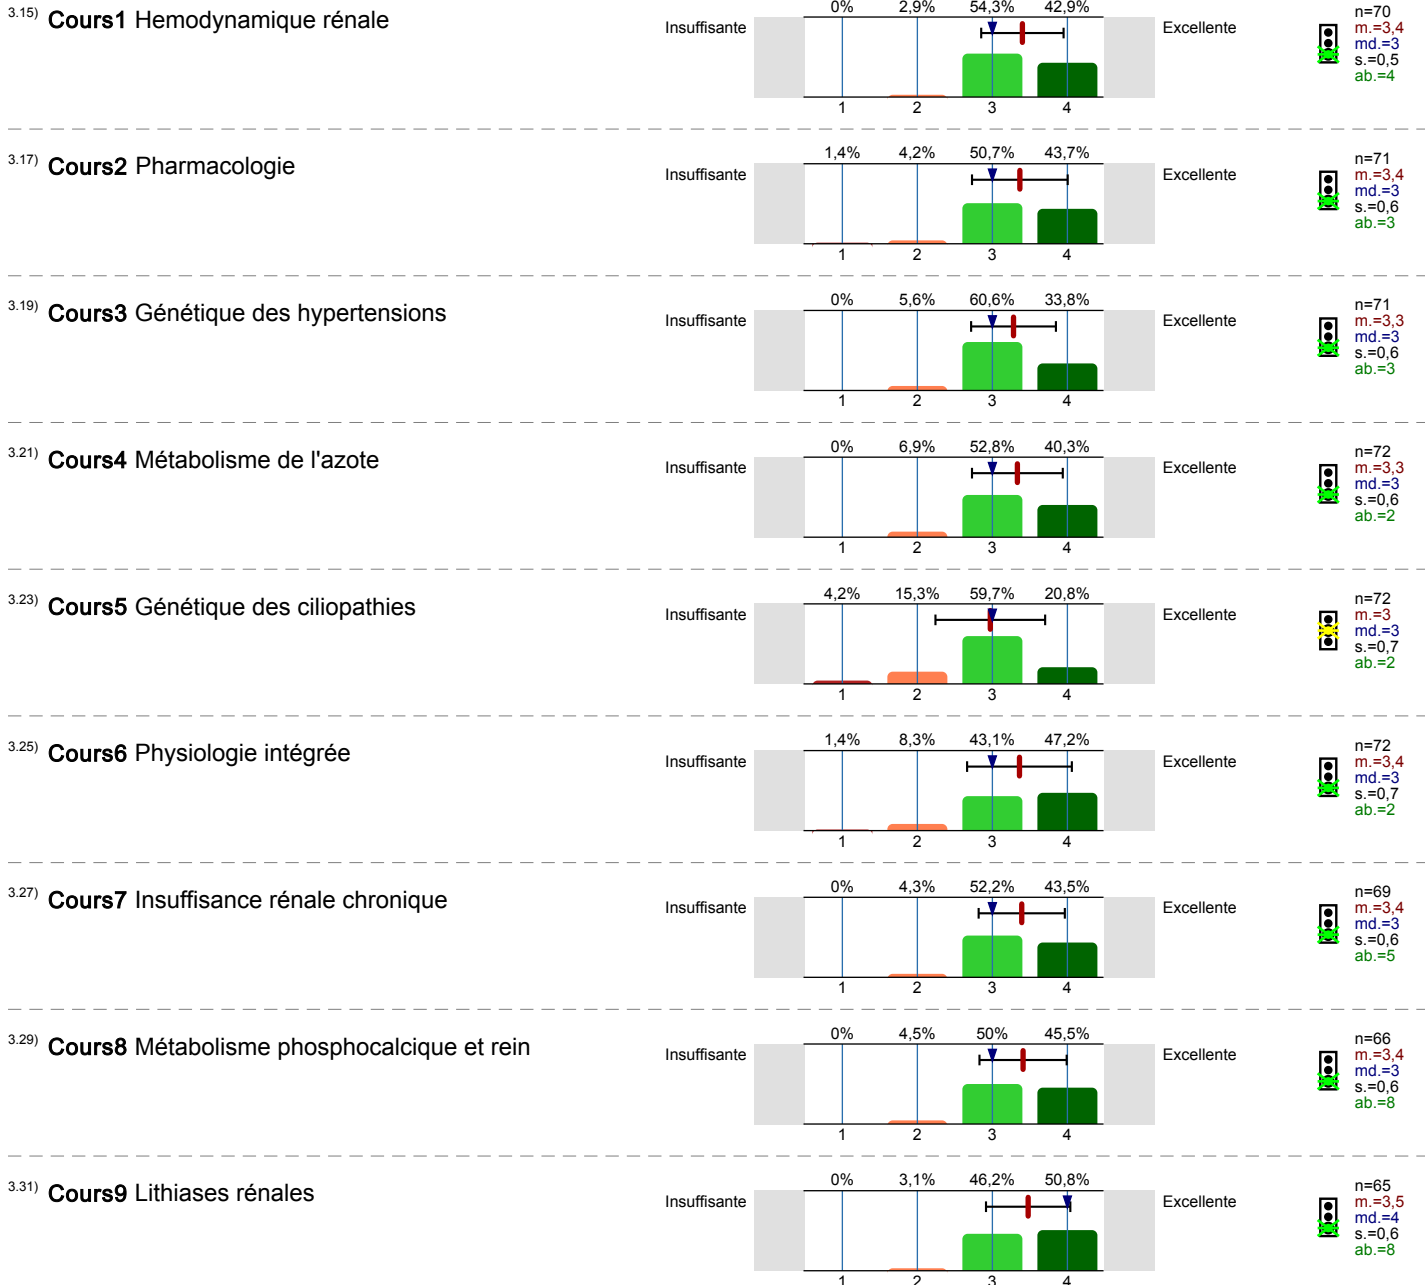 3.15) Cours1 Hemodynamique rénale
Insuffisante
0% 2,9% 54,3% 42,9%
1 2 3 4
Excellente
n=70
m.=3,4
md.=3
s.=0,5
ab.=4
3.17) Cours2 Pharmacologie
Insuffisante
1,4% 4,2% 50,7% 43,7%
1 2 3 4
Excellente
n=71
m.=3,4
md.=3
s.=0,6
ab.=3
3.19) Cours3 Génétique des hypertensions
Insuffisante
0% 5,6% 60,6% 33,8%
1 2 3 4
Excellente
n=71
m.=3,3
md.=3
s.=0,6
ab.=3
3.21) Cours4 Métabolisme de l'azote
Insuffisante
0% 6,9% 52,8% 40,3%
1 2 3 4
Excellente
n=72
m.=3,3
md.=3
s.=0,6
ab.=2
3.23) Cours5 Génétique des ciliopathies
Insuffisante
4,2% 15,3% 59,7% 20,8%
1 2 3 4
Excellente
n=72
m.=3
md.=3
s.=0,7
ab.=2
3.25) Cours6 Physiologie intégrée
Insuffisante
1,4% 8,3% 43,1% 47,2%
1 2 3 4
Excellente
n=72
m.=3,4
md.=3
s.=0,7
ab.=2
3.27) Cours7 Insuffisance rénale chronique
Insuffisante
0% 4,3% 52,2% 43,5%
1 2 3 4
Excellente
n=69
m.=3,4
md.=3
s.=0,6
ab.=5
3.29) Cours8 Métabolisme phosphocalcique et rein
Insuffisante
0% 4,5% 50% 45,5%
1 2 3 4
Excellente
n=66
m.=3,4
md.=3
s.=0,6
ab.=8
3.31) Cours9 Lithiases rénales
Insuffisante
0% 3,1% 46,2% 50,8%
1 2 3 4
Excellente
n=65
m.=3,5
md.=4
s.=0,6
ab.=8